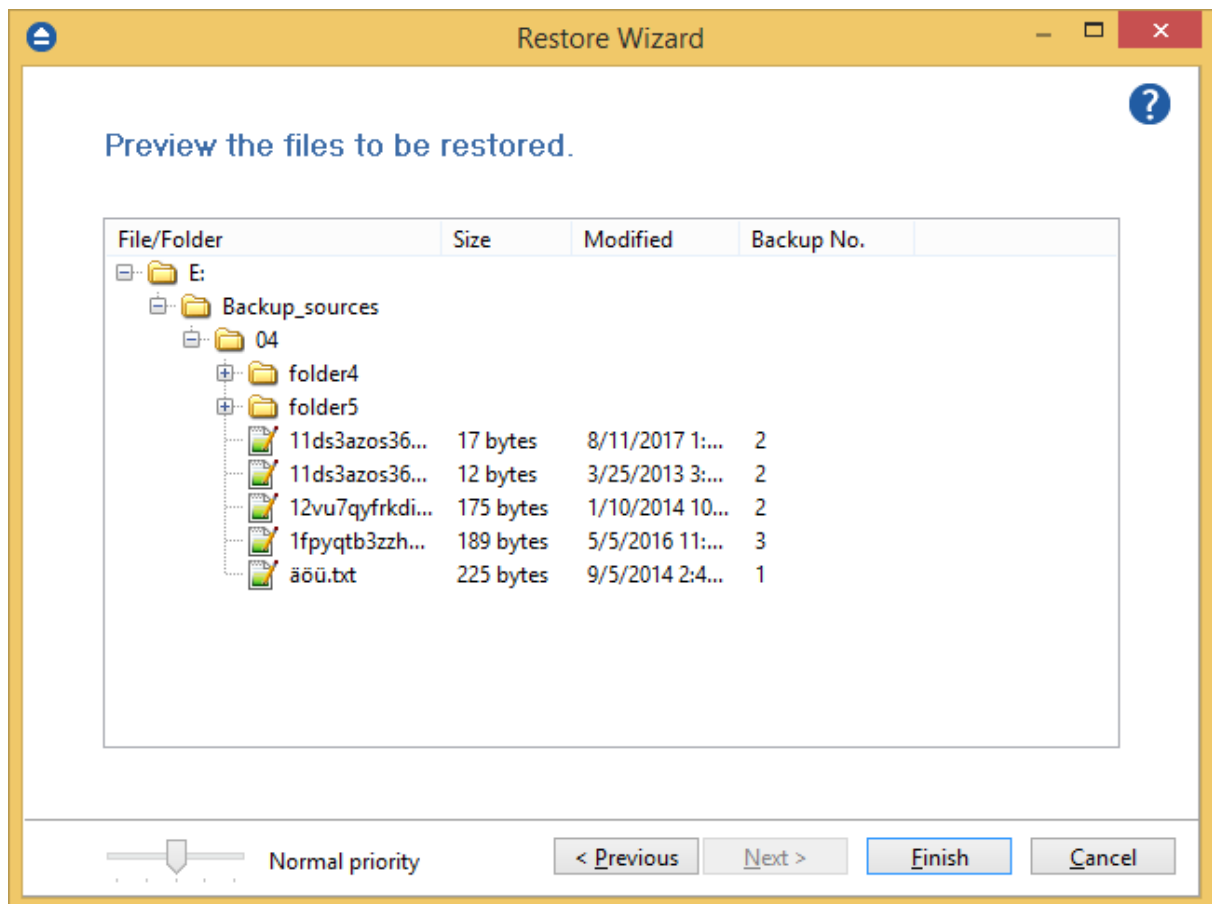 Restore Wizard
?
Preview the files to be restored.
File/Folder Size Modified Backup No.
E:
Backup_sources
04
folder4
folder5
11ds3azos36... 17 bytes 8/11/2017 1:... 2
11ds3azos36... 12 bytes 3/25/2013 3:... 2
12vu7qyfrkdi... 175 bytes 1/10/2014 10... 2
1fpyqtb3zzh... 189 bytes 5/5/2016 11:... 3
äöü.txt 225 bytes 9/5/2014 2:4... 1
Normal priority < Previous Next > Finish Cancel